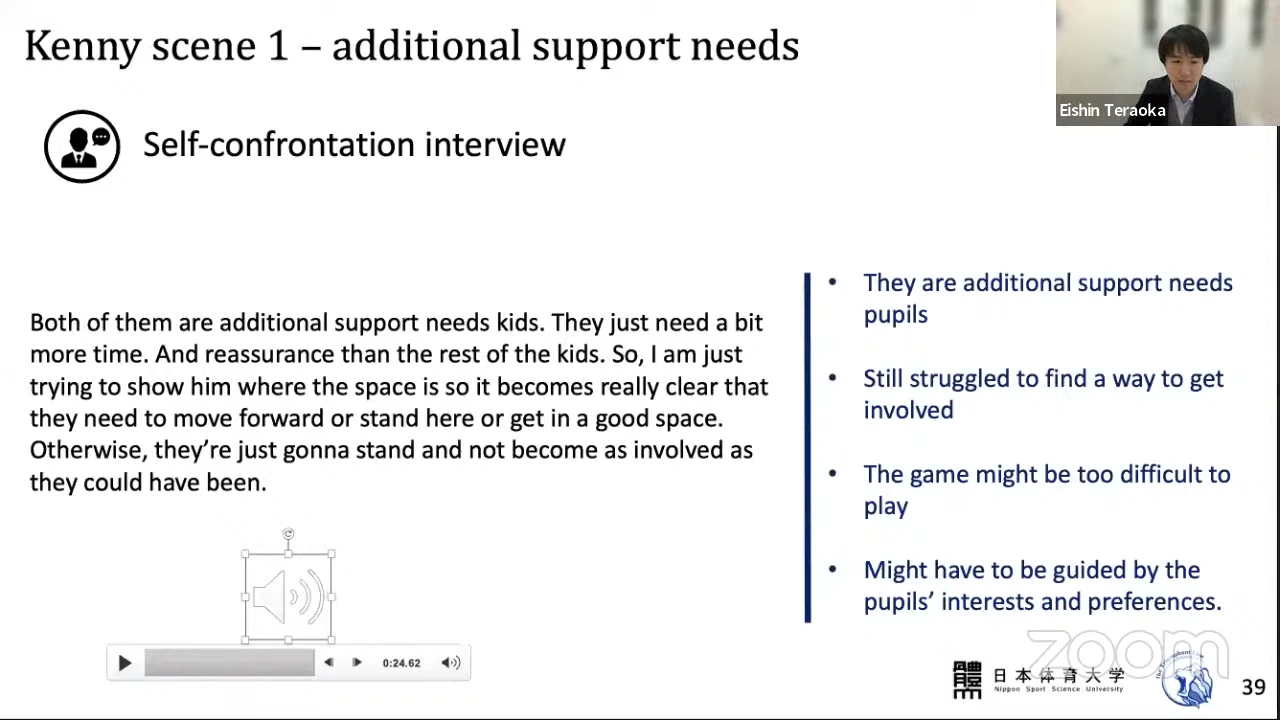 Kenny scene 1 – additional support needs
Eishin Teraoka
Self-confrontation interview
Both of them are additional support needs kids. They just need a bit
more time. And reassurance than the rest of the kids. So, I am just
trying to show him where the space is so it becomes really clear that
they need to move forward or stand here or get in a good space.
Otherwise, they’re just gonna stand and not become as involved as
they could have been.
• They are additional support needs
pupils
• Still struggled to find a way to get
involved
• The game might be too difficult to
play
• Might have to be guided by the
pupils’ interests and preferences.
0:24.62
zoom
日本体育大学
Nippon Sport Science University
39